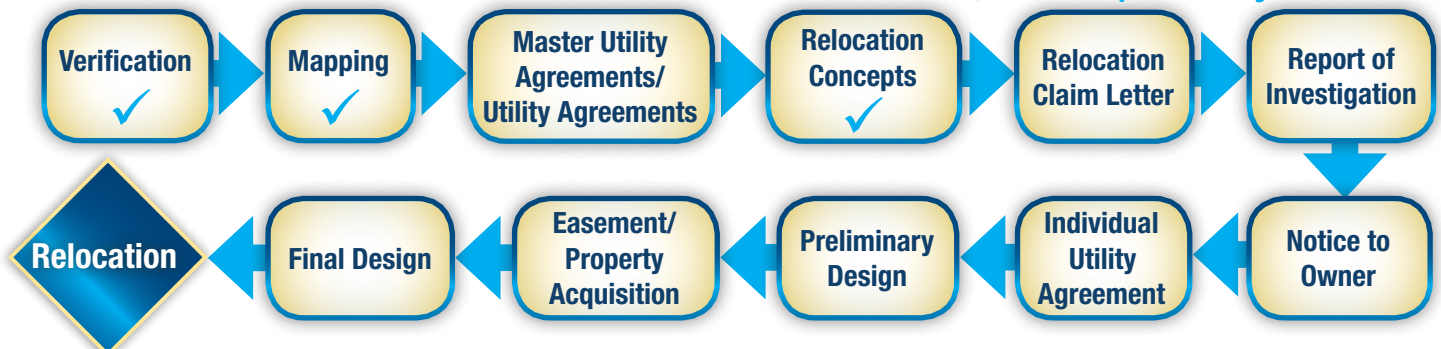 Verification
✓
Mapping
✓
Master Utility
Agreements/
Utility Agreements
Relocation
Concepts
✓
Relocation
Claim Letter
Report of
Investigation
Notice to
Owner
Individual
Utility
Agreement
Preliminary
Design
Easement/
Property
Acquisition
Final Design
Relocation